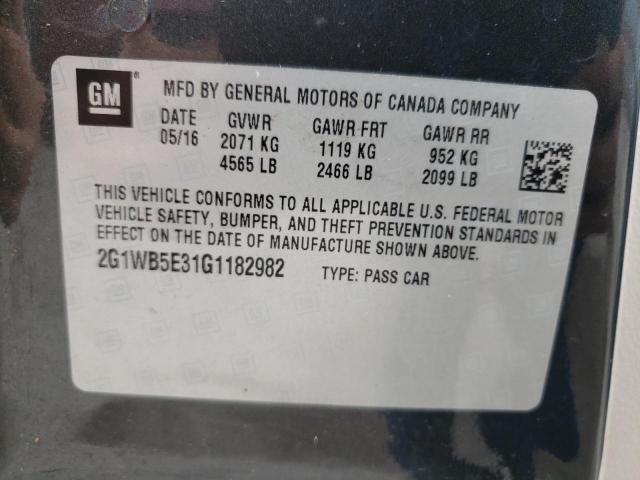 GM ®
MFD BY GENERAL MOTORS OF CANADA COMPANY
DATE GVWR GAWR FRT GAWR RR
05/16 2071 KG 1119 KG 952 KG
4565 LB 2466 LB 2099 LB
THIS VEHICLE CONFORMS TO ALL APPLICABLE U.S. FEDERAL MOTOR
VEHICLE SAFETY, BUMPER, AND THEFT PREVENTION STANDARDS IN
EFFECT ON THE DATE OF MANUFACTURE SHOWN ABOVE.
2G1WB5E31G1182982 TYPE: PASS CAR